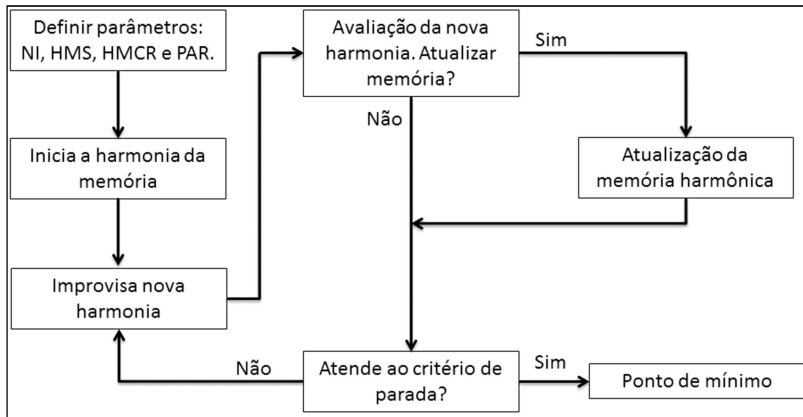 Definir parâmetros:
NI, HMS, HMCR e PAR.
Inicia a harmonia da
memória
Improvisa nova
harmonia
Avaliação da nova
harmonia. Atualizar
memória?
Sim
Não
Atualização da
memória harmônica
Não
Atende ao critério de
parada?
Sim
Ponto de mínimo